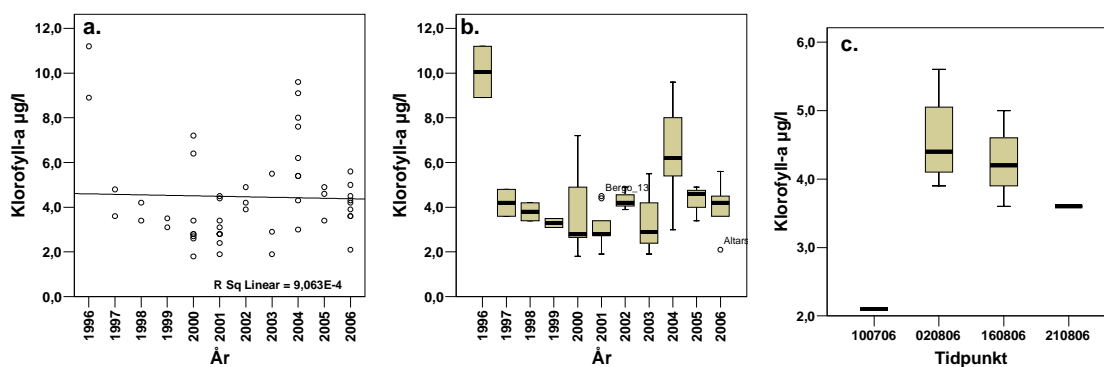 a.
Klorofyll-a µg/l
12,0
10,0
8,0
6,0
4,0
2,0
0,0
R Sq Linear = 9,063E-4
1996 1997 1998 1999 2000 2001 2002 2003 2004 2005 2006
År
b.
Klorofyll-a µg/l
12,0
10,0
8,0
6,0
4,0
2,0
0,0
Bergo_13
Altars
1996 1997 1998 1999 2000 2001 2002 2003 2004 2005 2006
År
c.
Klorofyll-a µg/l
6,0
5,0
4,0
3,0
2,0
100706 020806 160806 210806
Tidpunkt